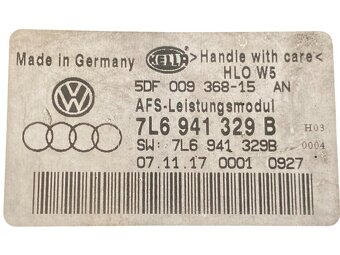 Made in Germany HELLA >Handle with care<
HLO W5
5DF 009 368-15 AN
AFS-Leistungsmodul
7L6 941 329 B H03
SW: 7L6 941 329B 0004
07.11.17 0001 0927